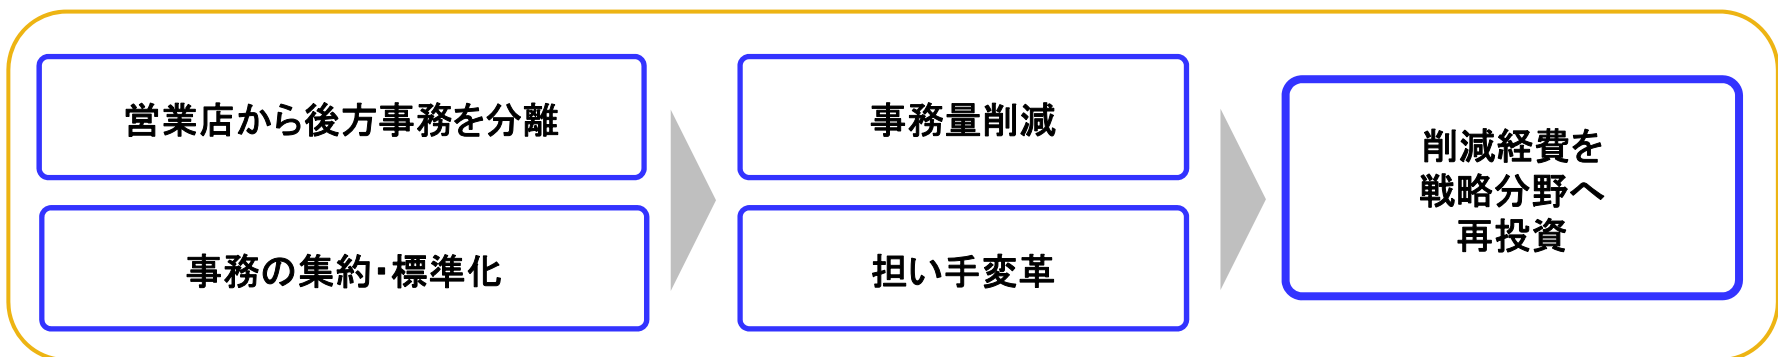 営業店から後方事務を分離
事務の集約・標準化
事務量削減
担い手変革
削減経費を
戦略分野へ
再投資